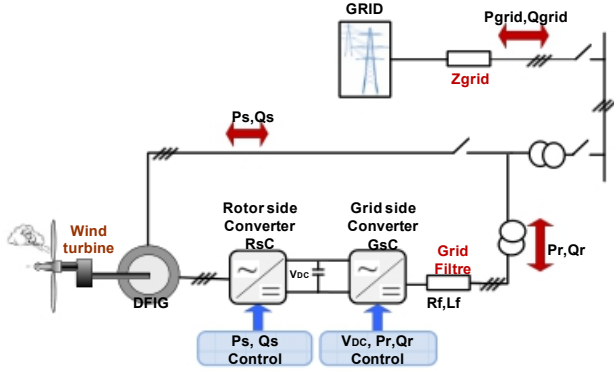 GRID
Pgrid,Qgrid
Zgrid
Ps,Qs
Wind
turbine
Rotor side
Converter
RsC
Grid side
Converter
GsC
Grid
Filtre
Pr,Qr
VDC
Rf,Lf
DFIG
Ps, Qs
Control
VDC, Pr,Qr
Control